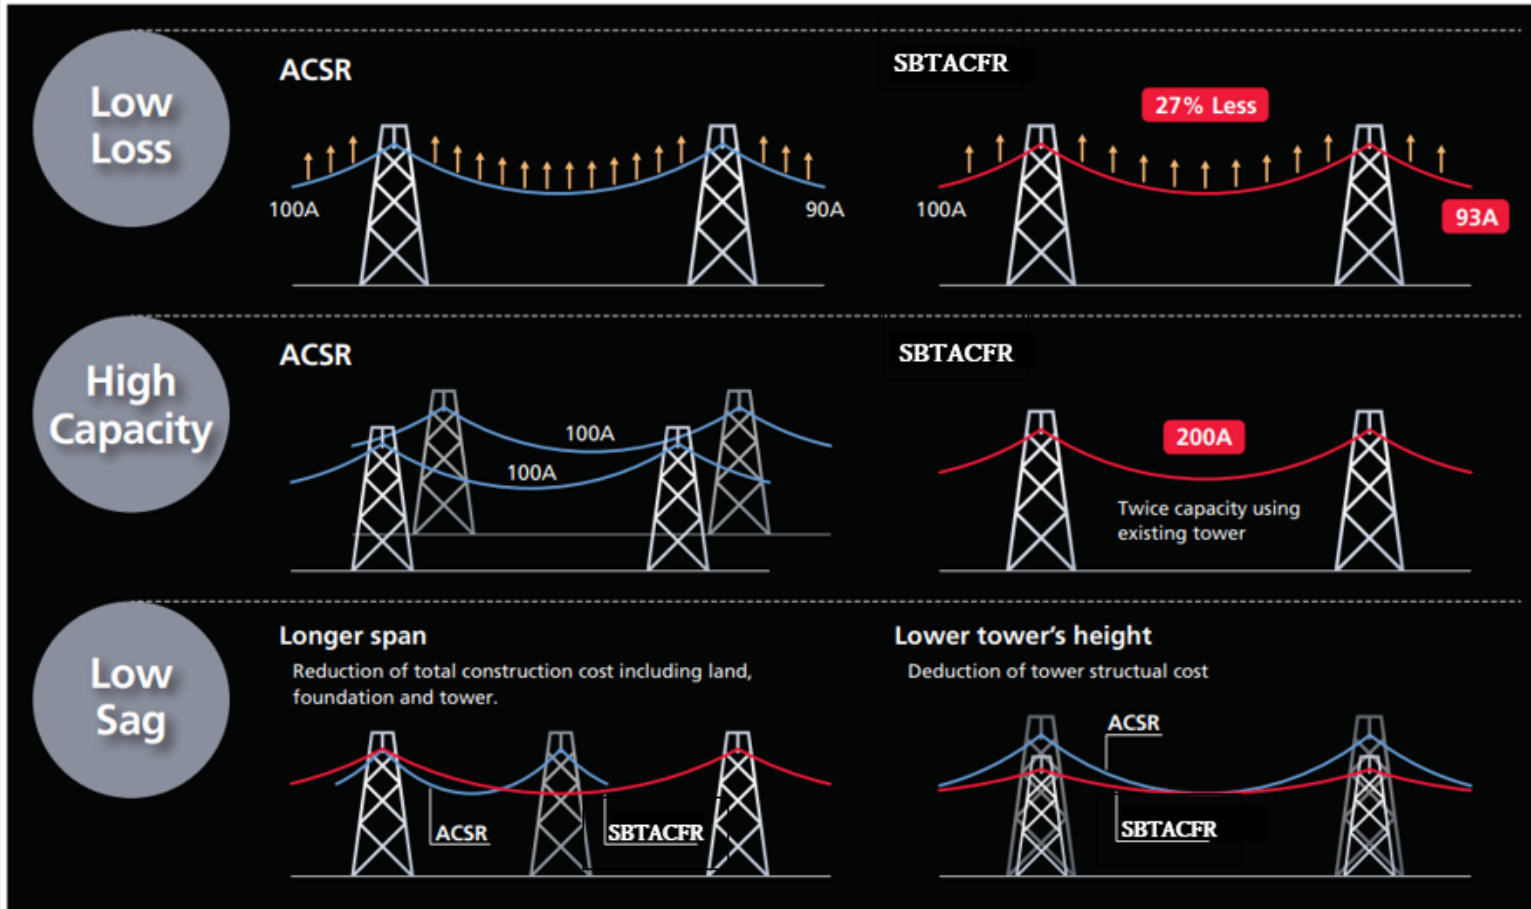 Low
Loss
ACSR
SBTACFR
27% Less
100A
90A
100A
93A
High
Capacity
ACSR
SBTACFR
100A
100A
200A
Twice capacity using
existing tower
Low
Sag
Longer span
Reduction of total construction cost including land,
foundation and tower.
ACSR
SBTACFR
Lower tower's height
Deduction of tower structual cost
ACSR
SBTACFR